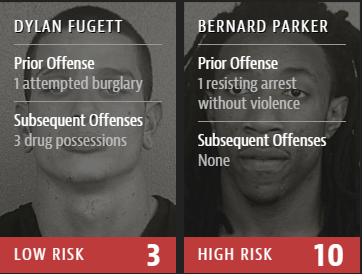 DYLAN FUGETT
Prior Offense
1 attempted burglary
Subsequent Offenses
3 drug possessions
LOW RISK 3
BERNARD PARKER
Prior Offense
1 resisting arrest
without violence
Subsequent Offenses
None
HIGH RISK 10